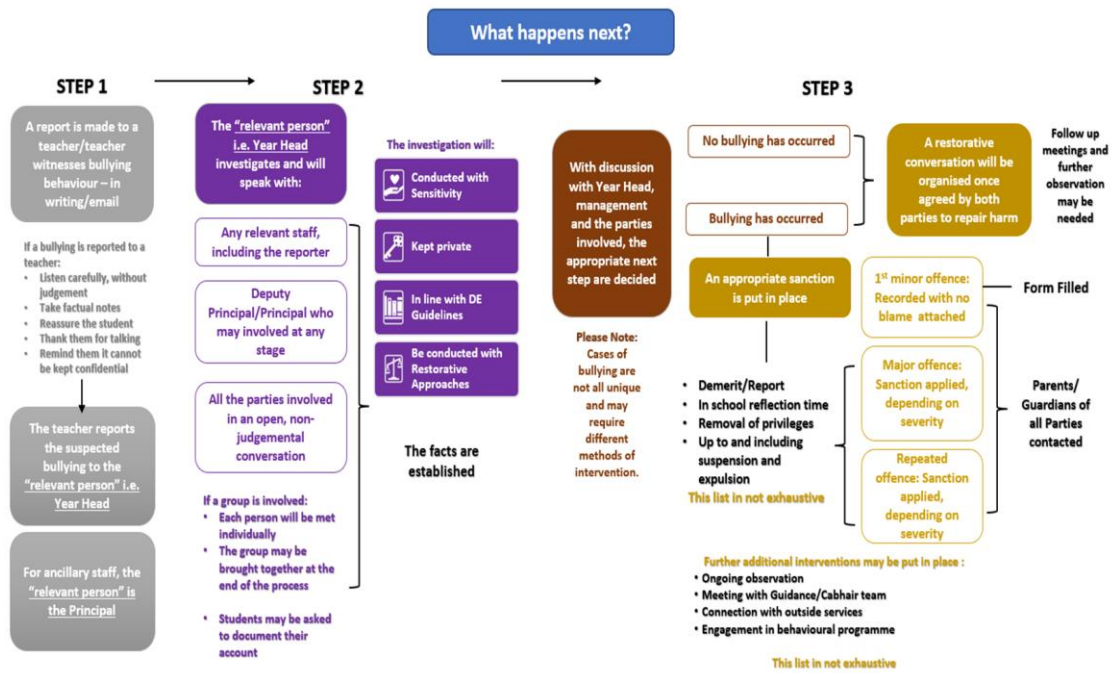 What happens next?
STEP 1
A report is made to a
teacher/teacher
witnesses bullying
behaviour – in
writing/email
If a bullying is reported to a
teacher:
• Listen carefully, without
judgement
• Take factual notes
• Reassure the student
• Thank them for talking
• Remind them it cannot
be kept confidential
The teacher reports
the suspected
bullying to the
"relevant person" i.e.
Year Head
For ancillary staff, the
"relevant person" is
the Principal
STEP 2
The "relevant person"
i.e. Year Head
investigates and will
speak with:
Any relevant staff,
including the reporter
Deputy
Principal/Principal who
may involved at any
stage
All the parties involved
in an open, non-
judgemental
conversation
If a group is involved:
• Each person will be met
individually
• The group may be
brought together at the
end of the process
• Students may be asked
to document their
account
The investigation will:
Conducted with
Sensitivity
Kept private
In line with DE
Guidelines
Be conducted with
Restorative
Approaches
The facts are
established
STEP 3
With discussion
with Year Head,
management
and the parties
involved, the
appropriate next
step are decided
Please Note:
Cases of
bullying are
not all unique
and may
require
different
methods of
intervention.
No bullying has occurred
Bullying has occurred
A restorative
conversation will be
organised once
agreed by both
parties to repair harm
Follow up
meetings and
further
observation
may be
needed
An appropriate sanction
is put in place
• Demerit/Report
• In school reflection time
• Removal of privileges
• Up to and including
suspension and
expulsion
This list in not exhaustive
1st minor offence:
Recorded with no
blame attached
Form Filled
Major offence:
Sanction applied,
depending on
severity
Repeated
offence: Sanction
applied,
depending on
severity
Parents/
Guardians of
all Parties
contacted
Further additional interventions may be put in place :
• Ongoing observation
• Meeting with Guidance/Cabhair team
• Connection with outside services
• Engagement in behavioural programme
This list in not exhaustive